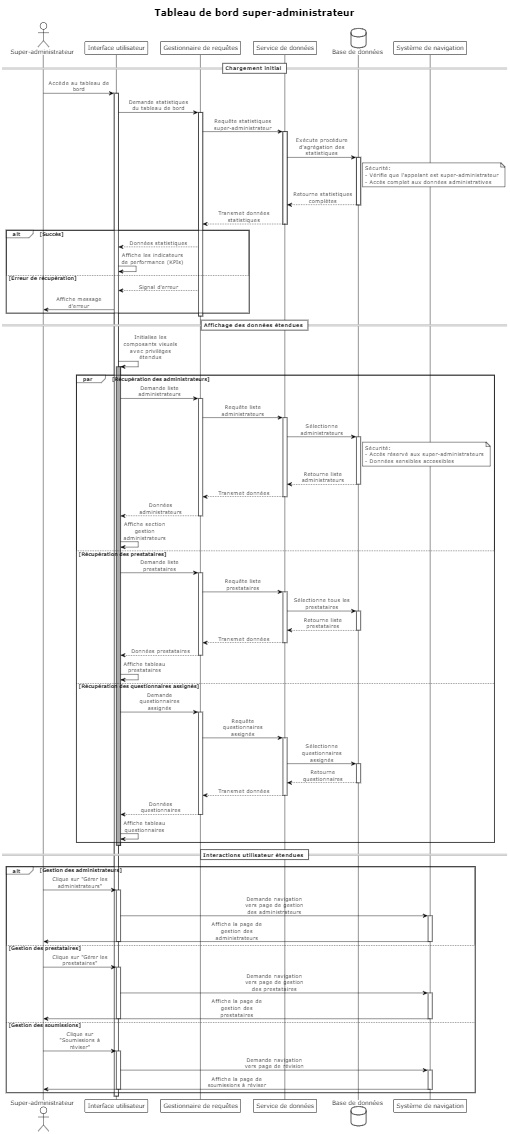 Tableau de bord super-administrateur
Super-administrateur
Interface utilisateur
Gestionnaire de requêtes
Service de données
Base de données
Système de navigation
Chargement initial
Accède au tableau de
bord
Demande statistiques
du tableau de bord
Requête statistiques
super-administrateur
Exécute procédure
d'agrégation des
statistiques
Sécurité:
- Vérifie que l'appelant est super-administrateur
- Accès complet aux données administratives
Retourne statistiques
complètes
Transmet données
statistiques
alt
[Succès]
Données statistiques
Affiche les indicateurs
de performance (KPIs)
[Erreur de récupération]
Signal d'erreur
Affiche message
d'erreur
Affichage des données étendues
Initialise les
composants visuels
avec privilèges
étendus
par
[Récupération des administrateurs]
Demande liste
administrateurs
Requête liste
administrateurs
Sélectionne
administrateurs
Sécurité:
- Accès réservé aux super-administrateurs
- Données sensibles accessibles
Retourne liste
administrateurs
Transmet données
Données
administrateurs
Affiche section
gestion
administrateurs
[Récupération des prestataires]
Demande liste
prestataires
Requête liste
prestataires
Sélectionne tous les
prestataires
Retourne liste
prestataires
Transmet données
Données prestataires
Affiche tableau
prestataires
[Récupération des questionnaires assignés]
Demande
questionnaires
assignés
Requête
questionnaires
assignés
Sélectionne
questionnaires
assignés
Retourne
questionnaires
Transmet données
Données
questionnaires
Affiche tableau
questionnaires
Interactions utilisateur étendues
alt
[Gestion des administrateurs]
Clique sur "Gérer les
administrateurs"
Demande navigation
vers page de gestion
des administrateurs
Affiche la page de
gestion des
administrateurs
[Gestion des prestataires]
Clique sur "Gérer les
prestataires"
Demande navigation
vers page de gestion
des prestataires
Affiche la page de
gestion des
prestataires
[Gestion des soumissions]
Clique sur
"Soumissions à
réviser"
Demande navigation
vers page de révision
Affiche la page de
soumissions à réviser
Super-administrateur
Interface utilisateur
Gestionnaire de requêtes
Service de données
Base de données
Système de navigation